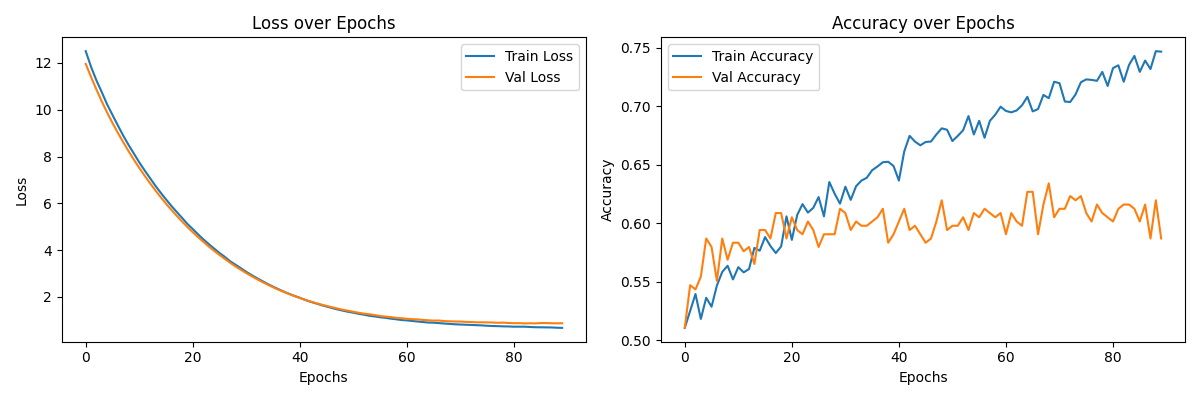 Loss over Epochs
Train Loss
Val Loss
12
10
8
6
4
2
Loss
0
20
40
60
80
Epochs
Accuracy over Epochs
Train Accuracy
Val Accuracy
0.75
0.70
0.65
0.60
0.55
0.50
Accuracy
0
20
40
60
80
Epochs